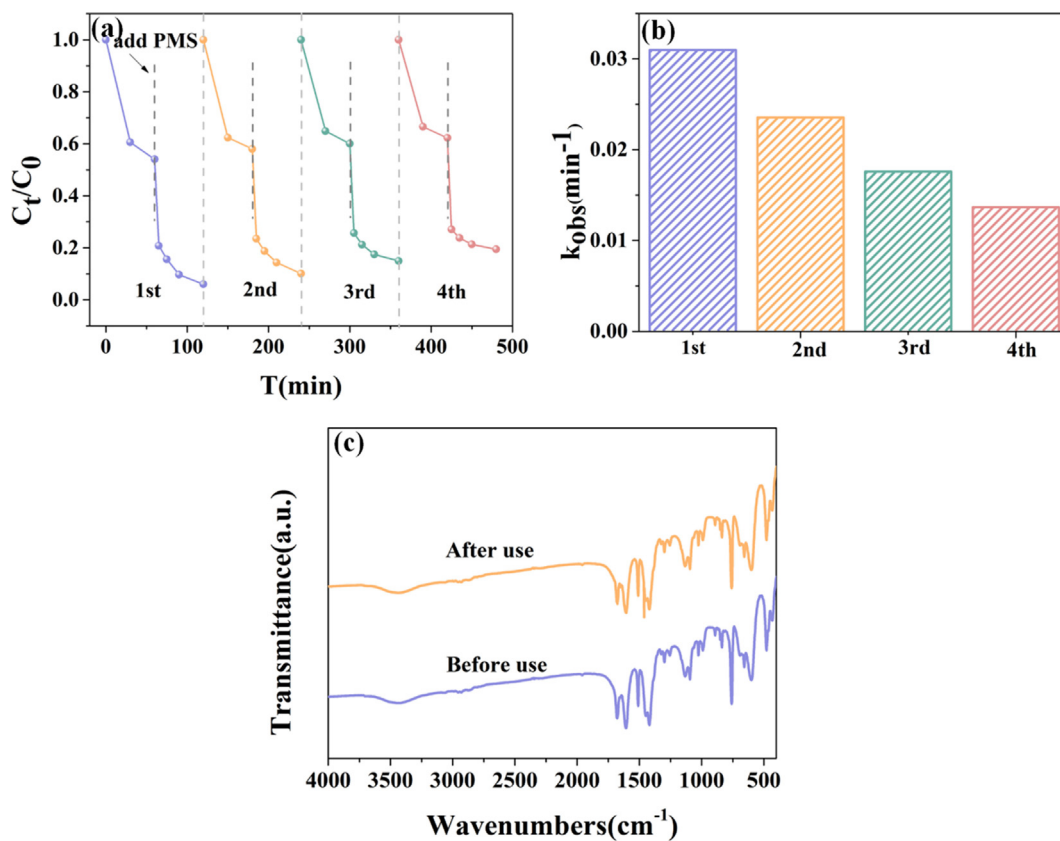 (a)
add PMS
1.0
0.8
0.6
0.4
0.2
0.0
Ct/C0
1st
2nd
3rd
4th
0
100
200
300
400
500
T(min)
(b)
0.03
0.02
0.01
0.00
kobs(min-1)
1st
2nd
3rd
4th
(c)
After use
Before use
Transmittance(a.u.)
4000
3500
3000
2500
2000
1500
1000
500
Wavenumbers(cm-1)